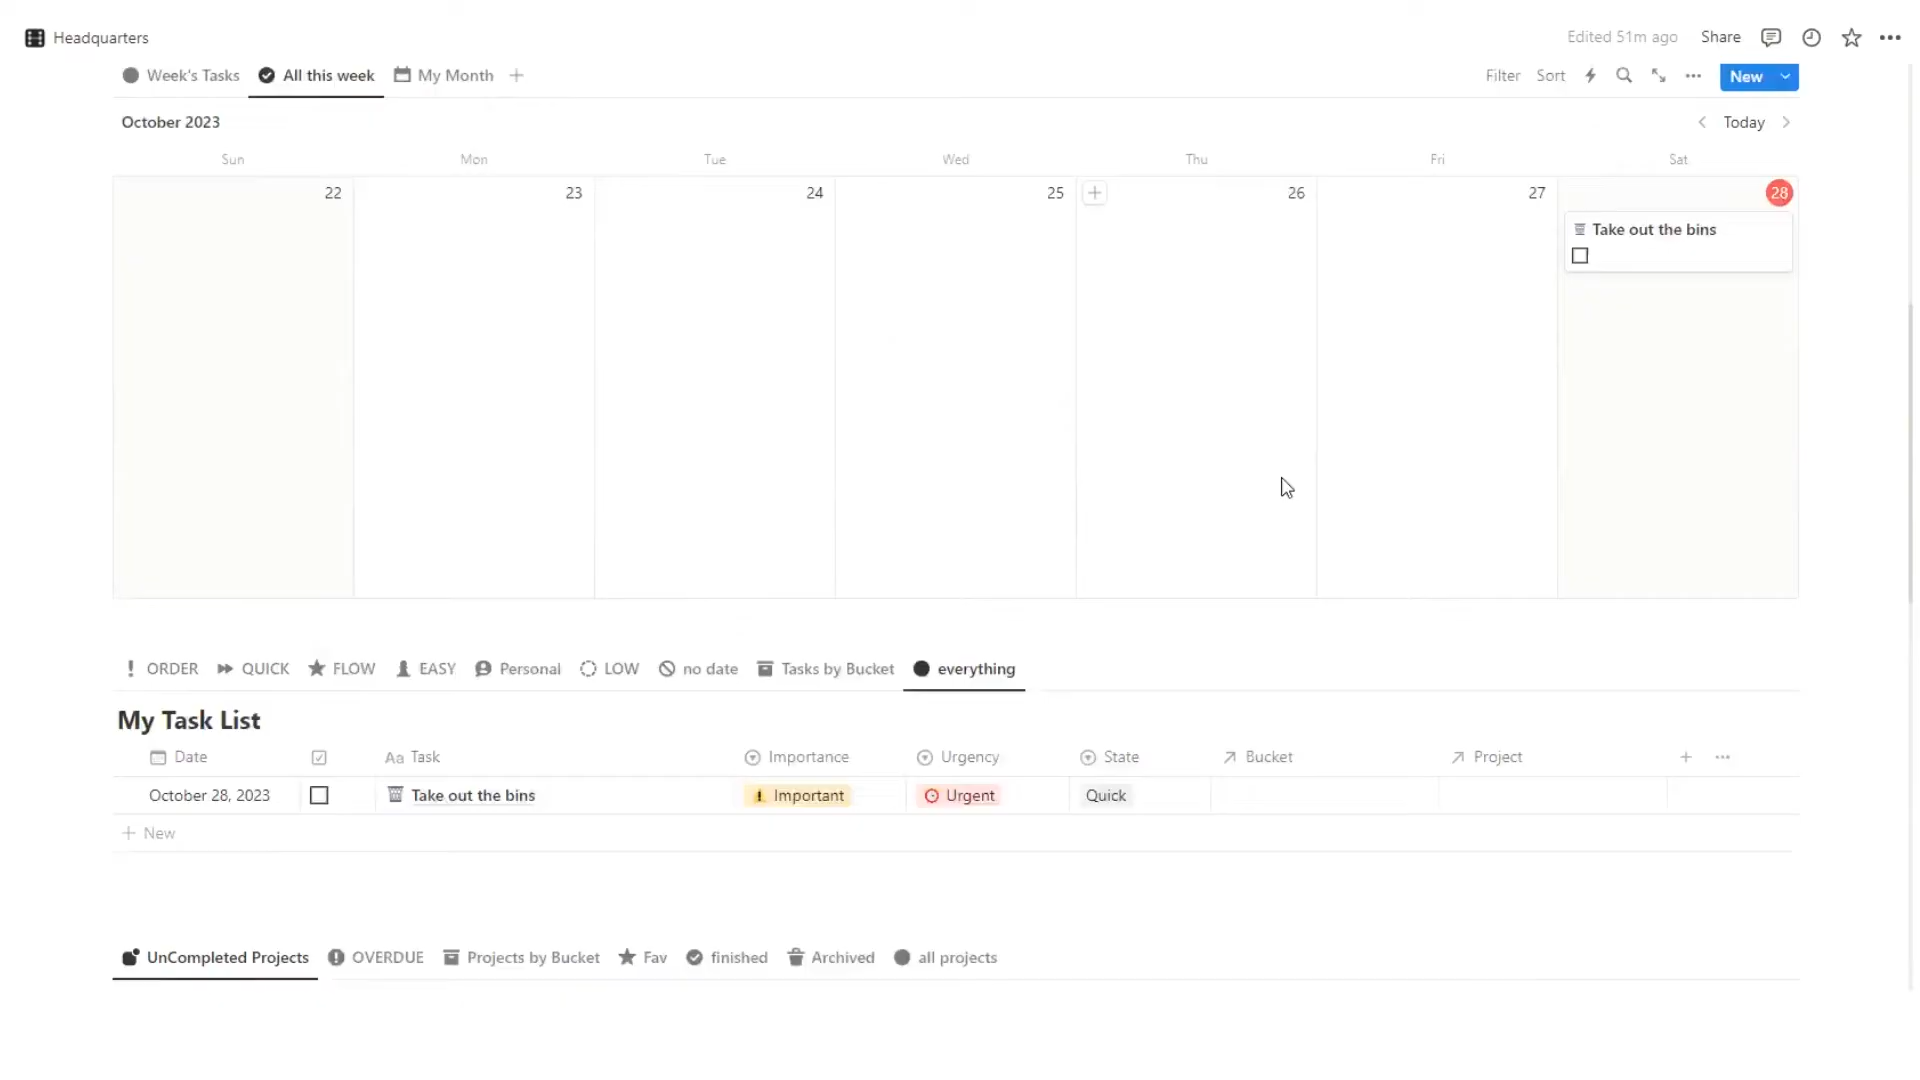 Headquarters Edited 51m ago Share
Week's Tasks All this week My Month Filter Sort New
October 2023 Today
Sun Mon Tue Wed Thu Fri Sat
22 23 24 25 26 27 28
Take out the bins
ORDER QUICK FLOW EASY Personal LOW no date Tasks by Bucket everything
My Task List
Date Aa Task Importance Urgency State Bucket Project
October 28, 2023 Take out the bins Important Urgent Quick
New
UnCompleted Projects OVERDUE Projects by Bucket Fav finished Archived all projects